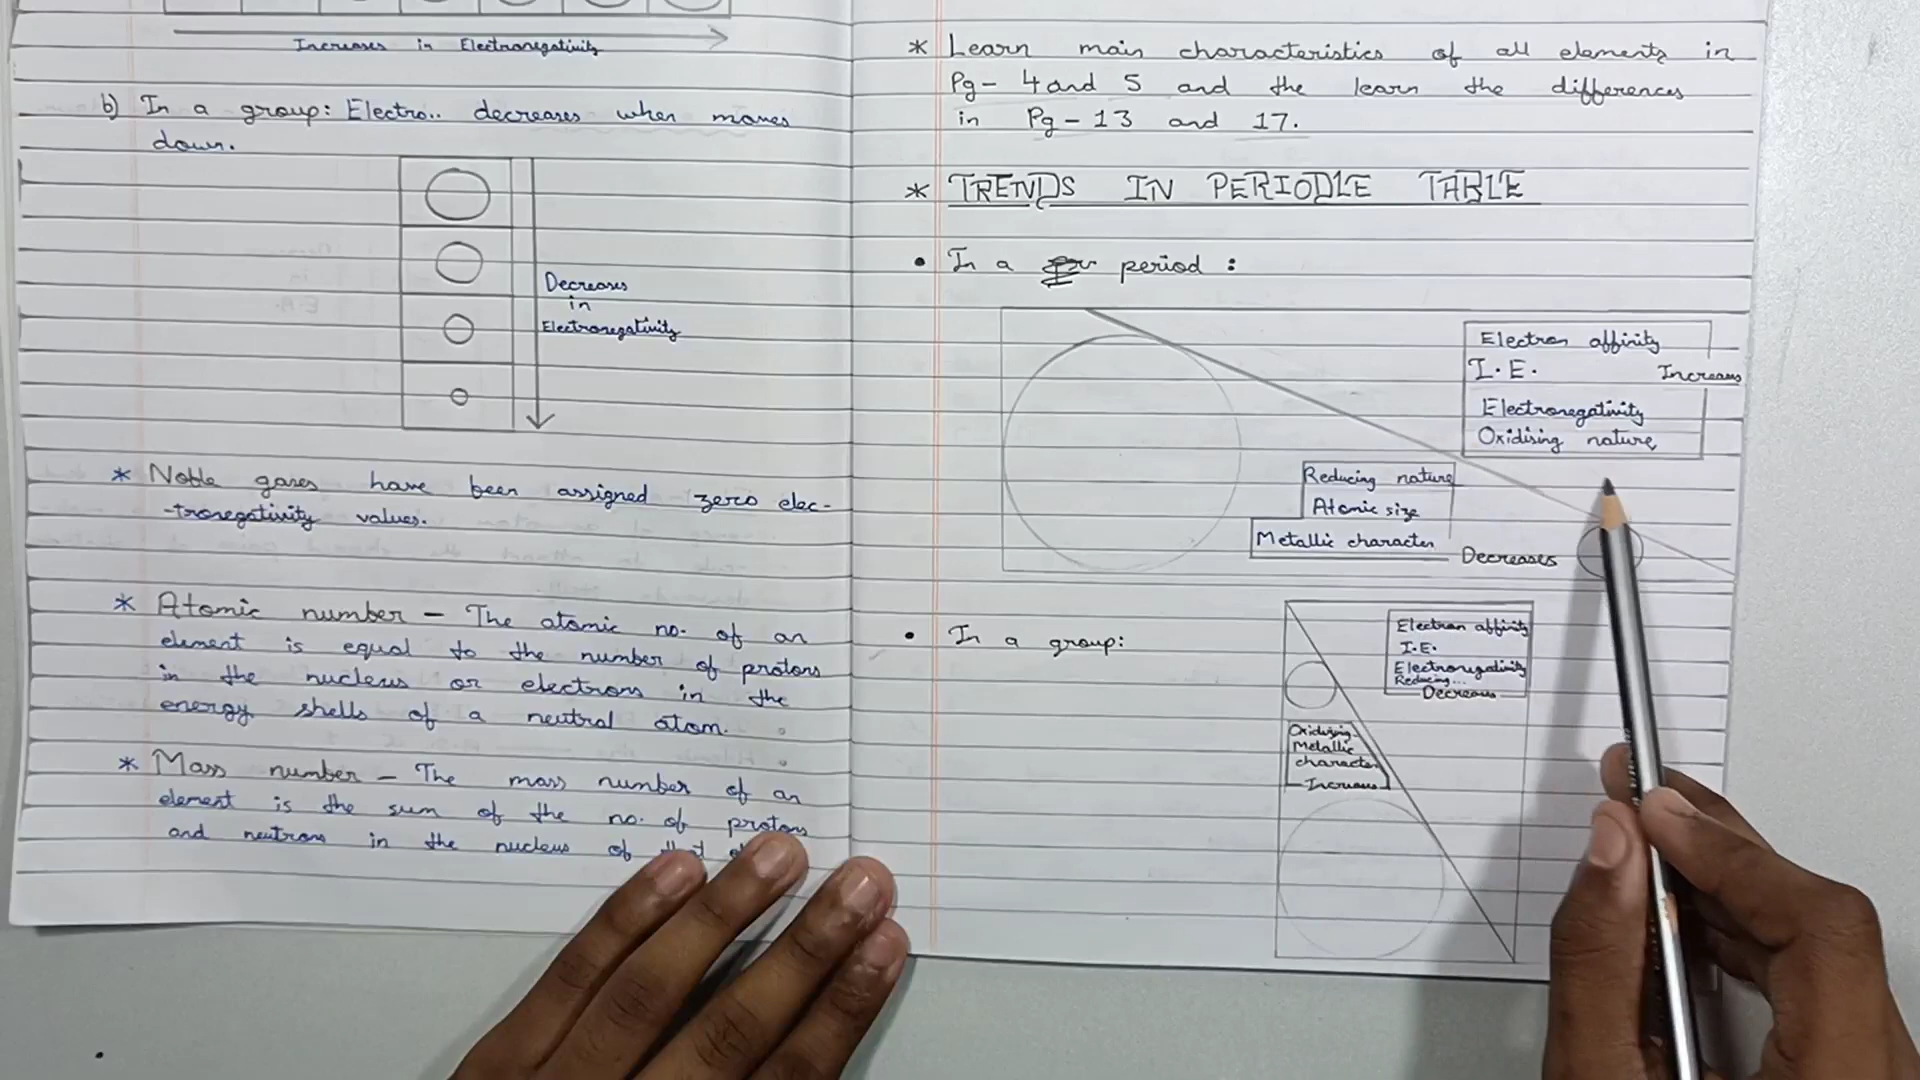 Increases in Electronegativity
b) In a group: Electro.. decreases when moves
down.
Decreases
in
Electronegativity
* Noble gases have been assigned zero elec-
-tronegativity values.
* Atomic number - The atomic no. of an
element is equal to the number of protons
in the nucleus or electrons in the
energy shells of a neutral atom.
* Mass number - The mass number of an
element is the sum of the no. of protons
and neutrons in the nucleus of that
* Learn main characteristics of all elements in
Pg - 4 and 5 and the learn the differences
in Pg - 13 and 17.
* TRENDS IN PERIODIC TABLE
• In a period :
Electron affinity
I.E. Increases
Electronegativity
Oxidising nature
Reducing nature
Atomic size
Metallic character
Decreases
• In a group:
Electron affinity
I.E.
Electronegativity
Reducing...
Decreases
Oxidizing
Metallic
character
Increases